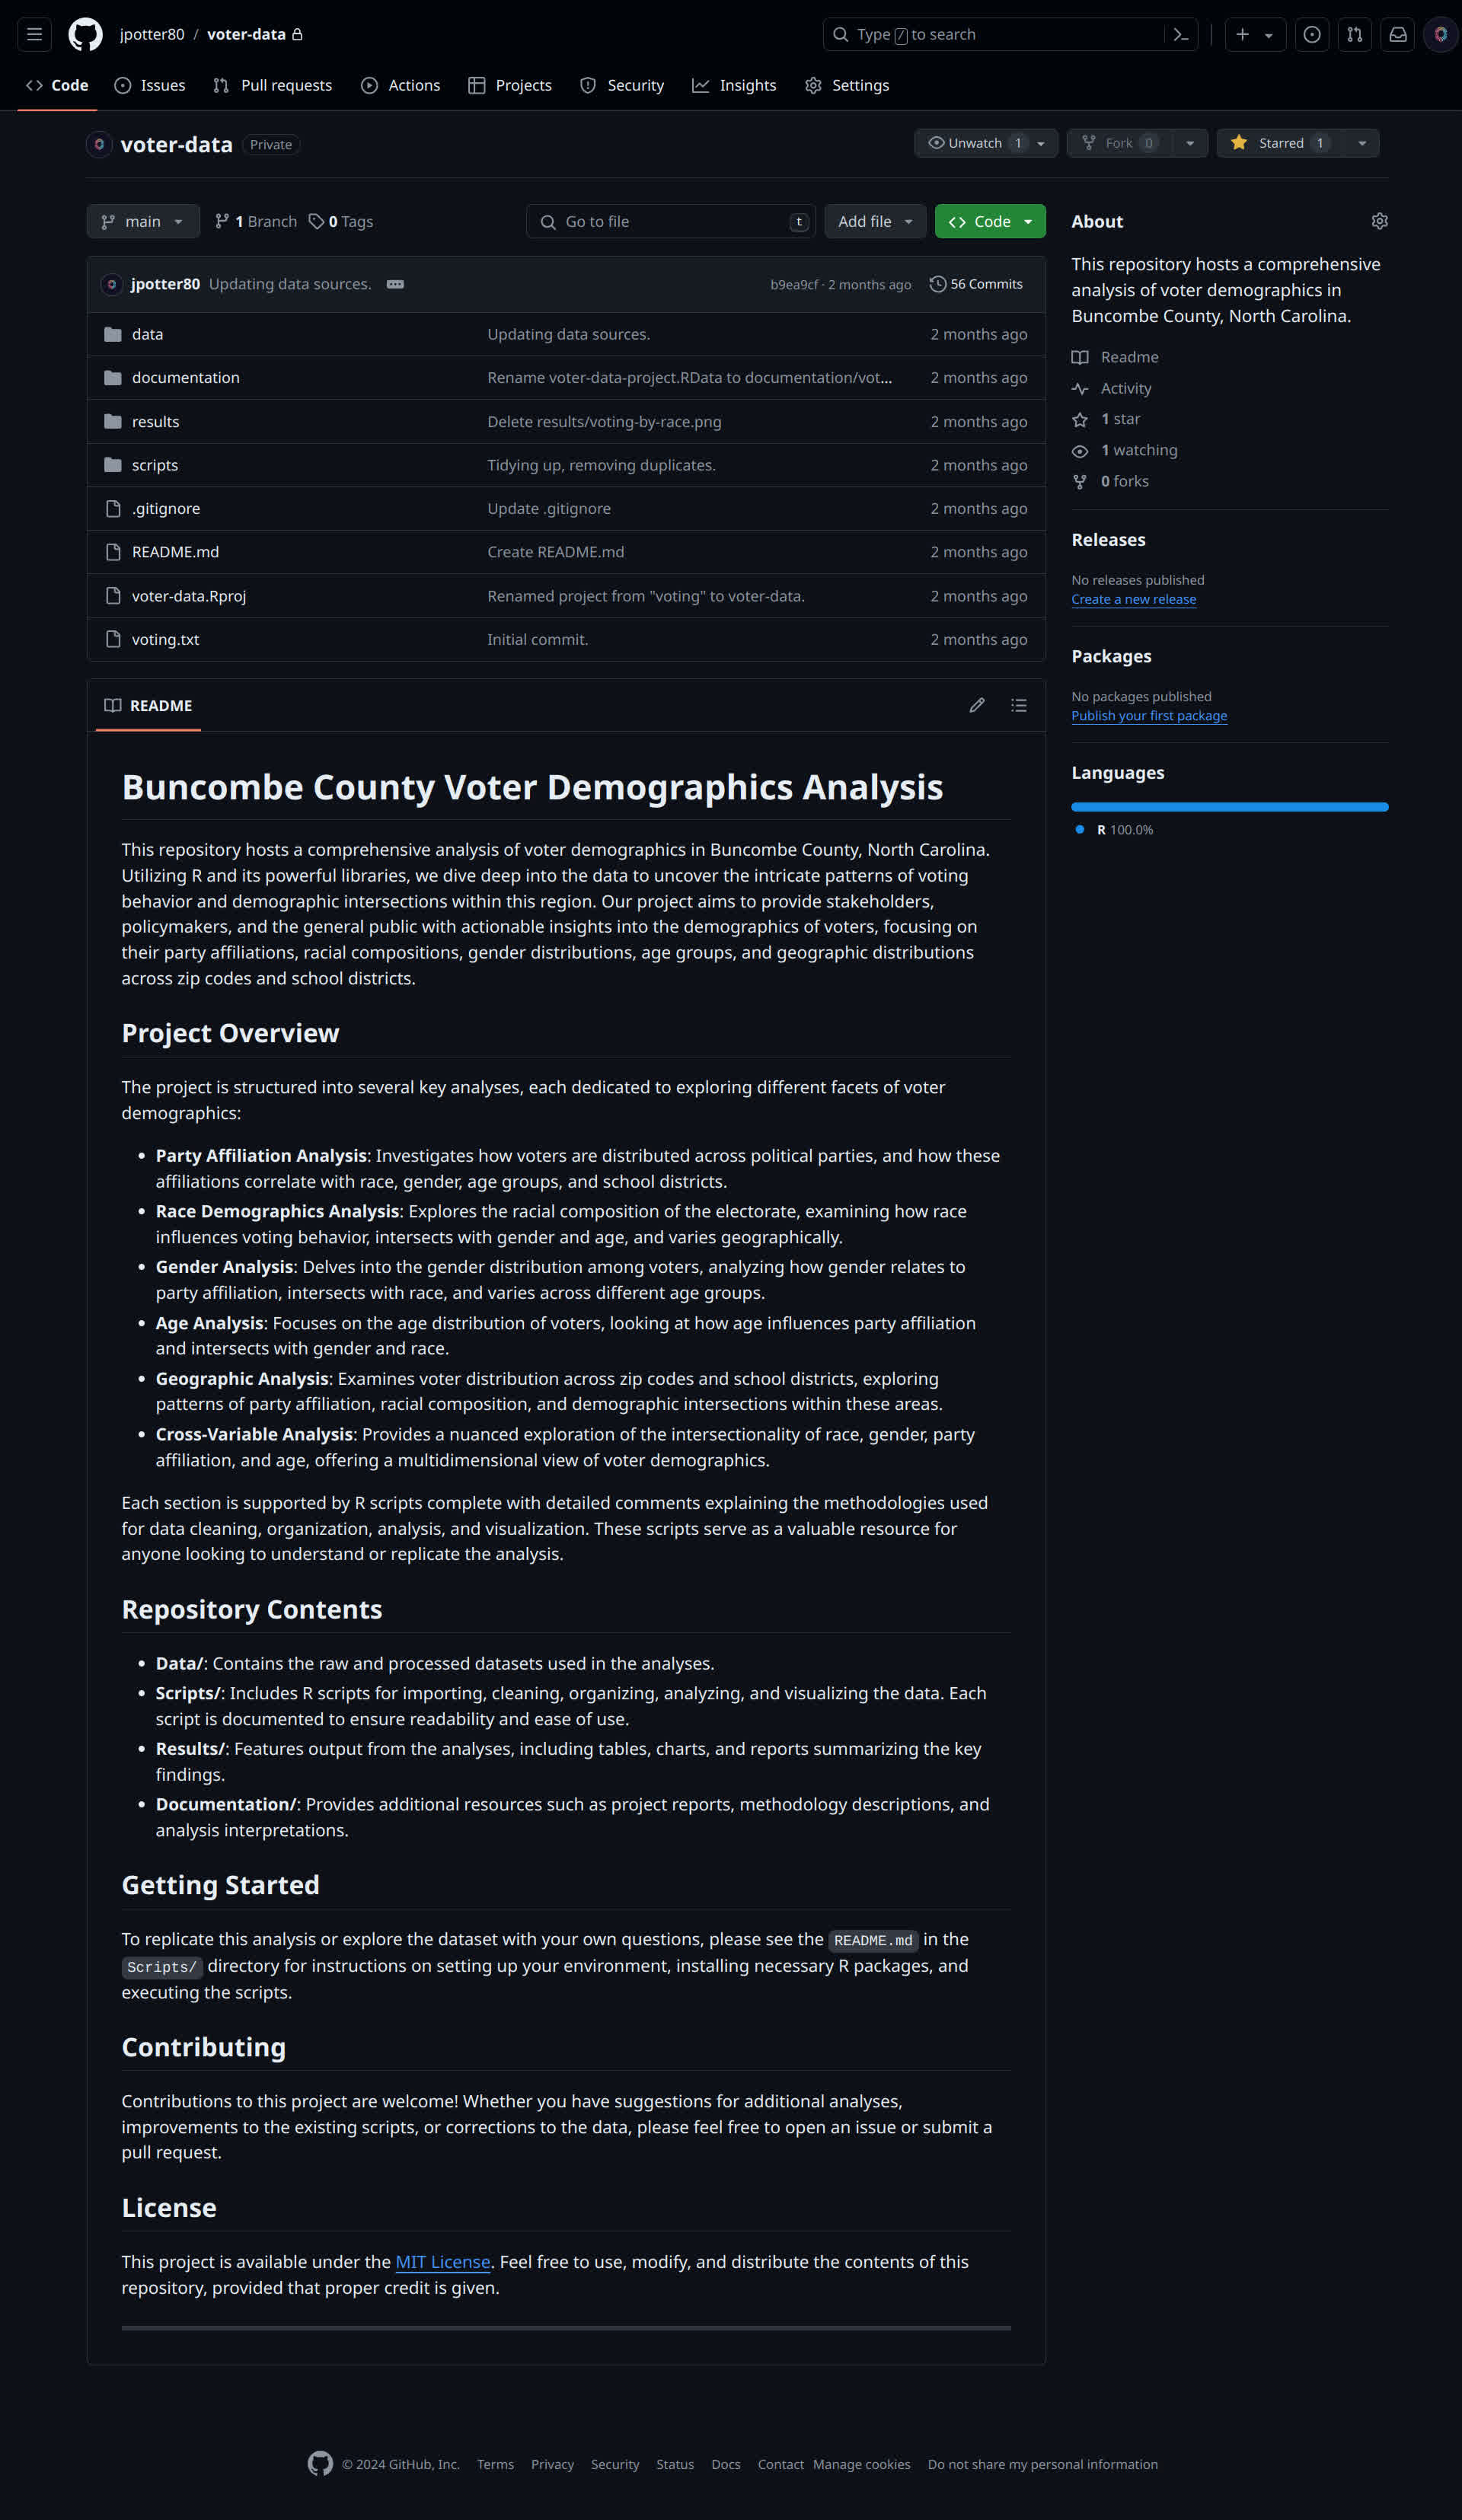 jpotter80 / voter-data
Type / to search
Code
Issues
Pull requests
Actions
Projects
Security
Insights
Settings
voter-data Private
Unwatch 1
Fork 0
Starred 1
main
1 Branch
0 Tags
Go to file t
Add file
Code
jpotter80 Updating data sources.
b9ea9cf · 2 months ago
56 Commits
data Updating data sources. 2 months ago
documentation Rename voter-data-project.RData to documentation/vot... 2 months ago
results Delete results/voting-by-race.png 2 months ago
scripts Tidying up, removing duplicates. 2 months ago
.gitignore Update .gitignore 2 months ago
README.md Create README.md 2 months ago
voter-data.Rproj Renamed project from "voting" to voter-data. 2 months ago
voting.txt Initial commit. 2 months ago
About
This repository hosts a comprehensive
analysis of voter demographics in
Buncombe County, North Carolina.
Readme
Activity
1 star
1 watching
0 forks
Releases
No releases published
Create a new release
Packages
No packages published
Publish your first package
Languages
R 100.0%
README
Buncombe County Voter Demographics Analysis
This repository hosts a comprehensive analysis of voter demographics in Buncombe County, North Carolina.
Utilizing R and its powerful libraries, we dive deep into the data to uncover the intricate patterns of voting
behavior and demographic intersections within this region. Our project aims to provide stakeholders,
policymakers, and the general public with actionable insights into the demographics of voters, focusing on
their party affiliations, racial compositions, gender distributions, age groups, and geographic distributions
across zip codes and school districts.
Project Overview
The project is structured into several key analyses, each dedicated to exploring different facets of voter
demographics:
• Party Affiliation Analysis: Investigates how voters are distributed across political parties, and how these
affiliations correlate with race, gender, age groups, and school districts.
• Race Demographics Analysis: Explores the racial composition of the electorate, examining how race
influences voting behavior, intersects with gender and age, and varies geographically.
• Gender Analysis: Delves into the gender distribution among voters, analyzing how gender relates to
party affiliation, intersects with race, and varies across different age groups.
• Age Analysis: Focuses on the age distribution of voters, looking at how age influences party affiliation
and intersects with gender and race.
• Geographic Analysis: Examines voter distribution across zip codes and school districts, exploring
patterns of party affiliation, racial composition, and demographic intersections within these areas.
• Cross-Variable Analysis: Provides a nuanced exploration of the intersectionality of race, gender, party
affiliation, and age, offering a multidimensional view of voter demographics.
Each section is supported by R scripts complete with detailed comments explaining the methodologies used
for data cleaning, organization, analysis, and visualization. These scripts serve as a valuable resource for
anyone looking to understand or replicate the analysis.
Repository Contents
• Data/: Contains the raw and processed datasets used in the analyses.
• Scripts/: Includes R scripts for importing, cleaning, organizing, analyzing, and visualizing the data. Each
script is documented to ensure readability and ease of use.
• Results/: Features output from the analyses, including tables, charts, and reports summarizing the key
findings.
• Documentation/: Provides additional resources such as project reports, methodology descriptions, and
analysis interpretations.
Getting Started
To replicate this analysis or explore the dataset with your own questions, please see the README.md in the
Scripts/ directory for instructions on setting up your environment, installing necessary R packages, and
executing the scripts.
Contributing
Contributions to this project are welcome! Whether you have suggestions for additional analyses,
improvements to the existing scripts, or corrections to the data, please feel free to open an issue or submit a
pull request.
License
This project is available under the MIT License. Feel free to use, modify, and distribute the contents of this
repository, provided that proper credit is given.
© 2024 GitHub, Inc. Terms Privacy Security Status Docs Contact Manage cookies Do not share my personal information